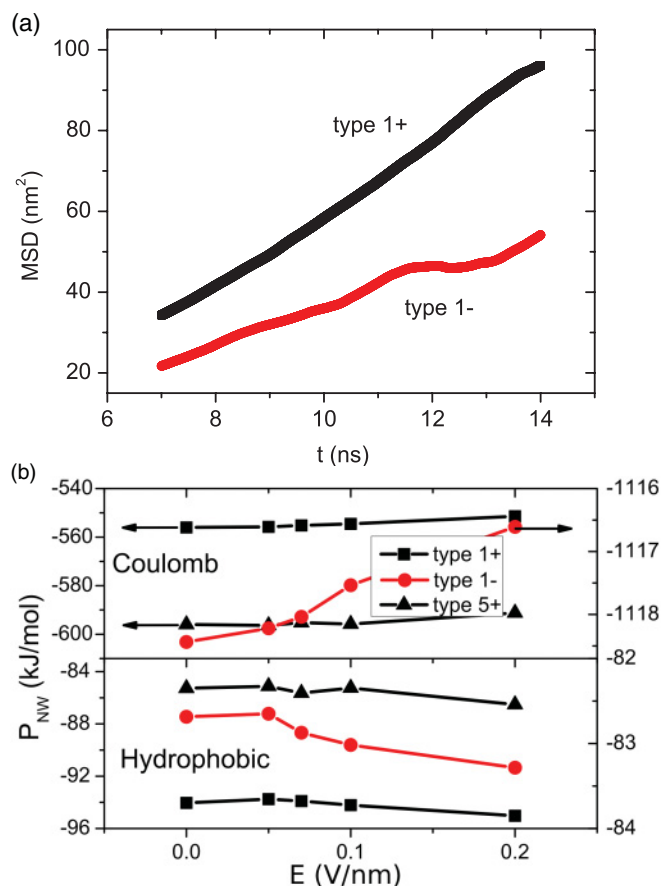 (a)
100
80
60
40
20
MSD (nm²)
type 1+
type 1-
6 8 10 12 14
t (ns)
(b)
-540
-560
-580
-600
-1116
-1117
-1118
Coulomb
type 1+
type 1-
type 5+
P_NW (kJ/mol)
-84
-88
-92
-96
-82
-83
-84
Hydrophobic
0.0 0.1 0.2
E (V/nm)